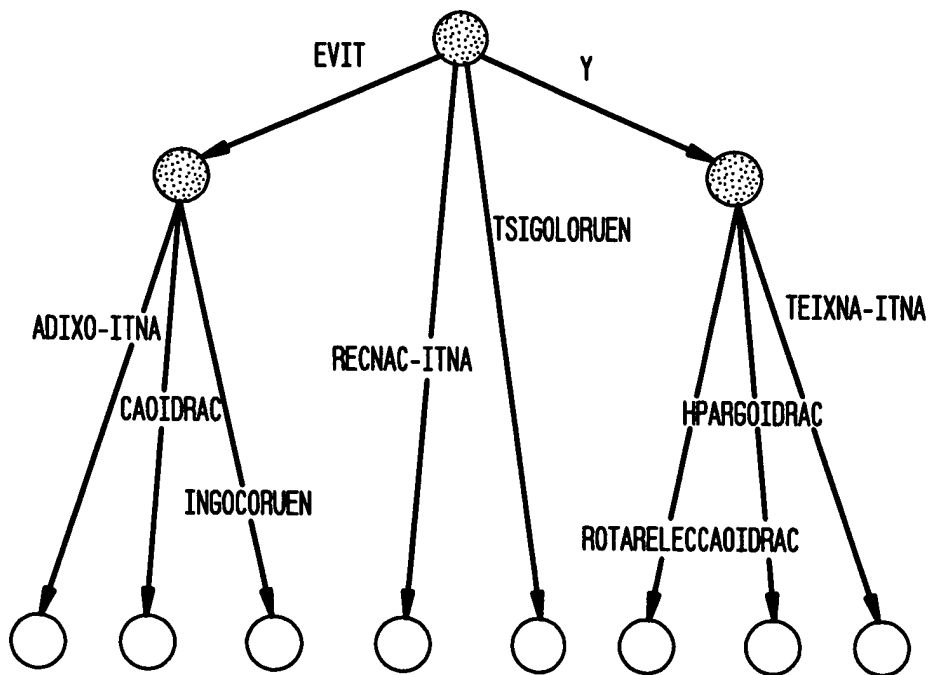 EVIT
Y
TSIGOLORUEN
ADIXO-ITNA
TEIXNA-ITNA
RECNAC-ITNA
CAOIDRAC
HPARGOIDRAC
INGOCORUEN
ROTARELECCAOIDRAC